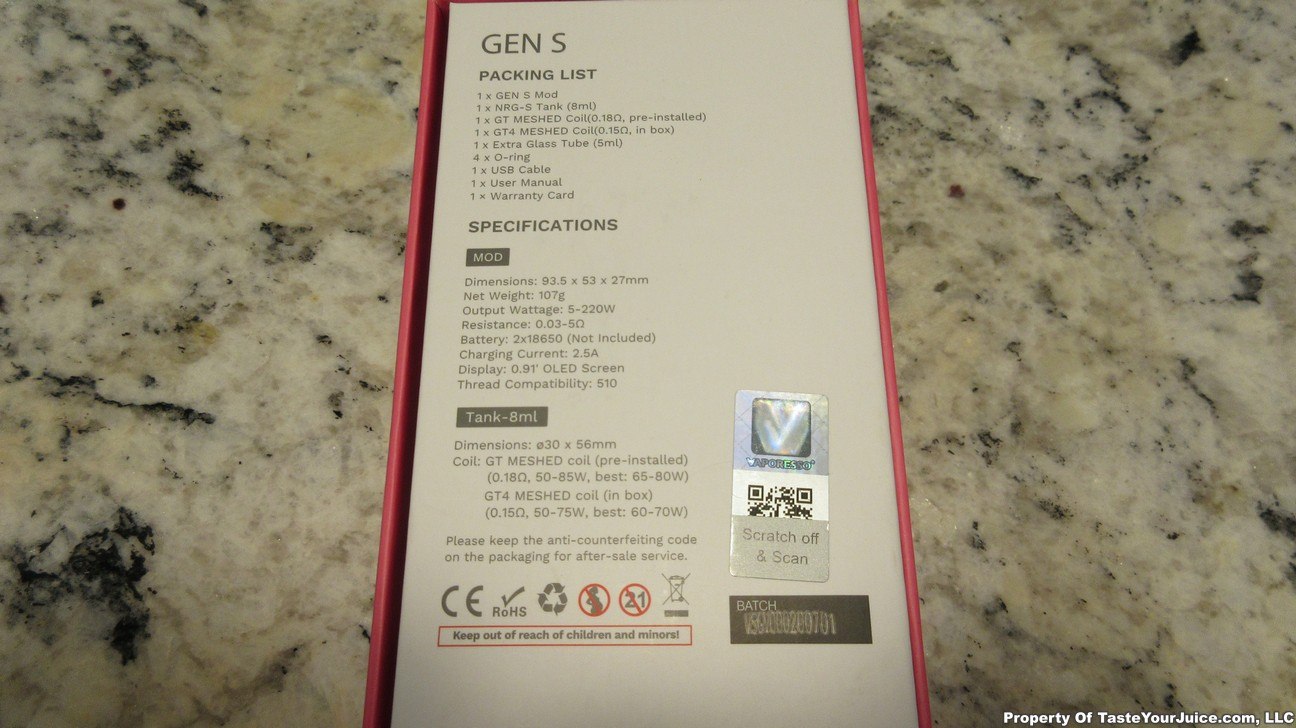 GEN S
PACKING LIST
1 x GEN S Mod
1 x NRG-S Tank (8ml)
1 x GT MESHED Coil(0.18Ω, pre-installed)
1 x GT4 MESHED Coil(0.15Ω, in box)
1 x Extra Glass Tube (5ml)
4 x O-ring
1 x USB Cable
1 x User Manual
1 × Warranty Card
SPECIFICATIONS
MOD
Dimensions: 93.5 x 53 x 27mm
Net Weight: 107g
Output Wattage: 5-220W
Resistance: 0.03-5Ω
Battery: 2x18650 (Not Included)
Charging Current: 2.5A
Display: 0.91' OLED Screen
Thread Compatibility: 510
Tank-8ml
Dimensions: ø30 x 56mm
Coil: GT MESHED coil (pre-installed)
(0.18Ω, 50-85W, best: 65-80W)
GT4 MESHED coil (in box)
(0.15Ω, 50-75W, best: 60-70W)
Please keep the anti-counterfeiting code
on the packaging for after-sale service.
CE RoHS 21
Keep out of reach of children and minors!
V
VAPORESSO
Scratch off
& Scan
BATCH
Property Of TasteYourJuice.com, LLC